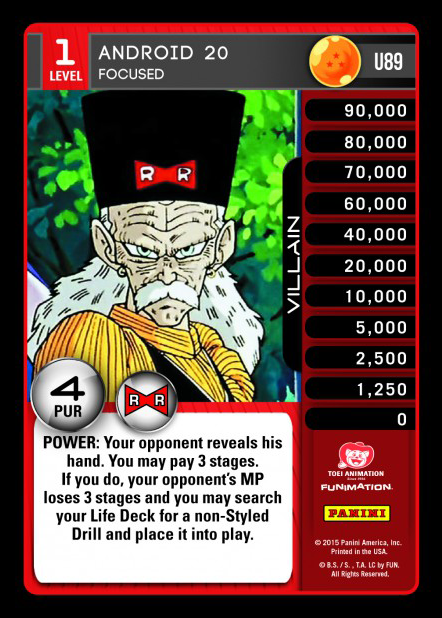 1
LEVEL
ANDROID 20
FOCUSED
U89
R R
VILLAIN
90,000
80,000
70,000
60,000
40,000
20,000
10,000
5,000
2,500
1,250
0
4
PUR
R R
POWER: Your opponent reveals his
hand. You may pay 3 stages.
If you do, your opponent's MP
loses 3 stages and you may search
your Life Deck for a non-Styled
Drill and place it into play.
TOEI ANIMATION
Since 1956
FUNIMATION.
PANINI
© 2015 Panini America, Inc.
Printed in the USA.
© B.S. / S. , T.A. LC by FUN.
All Rights Reserved.